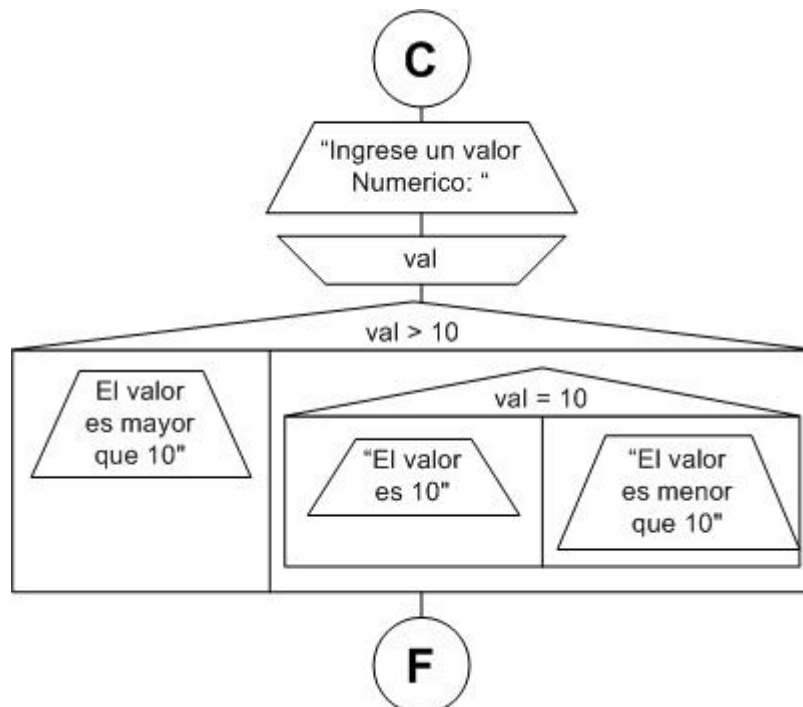 C
“Ingrese un valor
Numerico: “
val
val > 10
El valor
es mayor
que 10"
val = 10
“El valor
es 10"
“El valor
es menor
que 10"
F